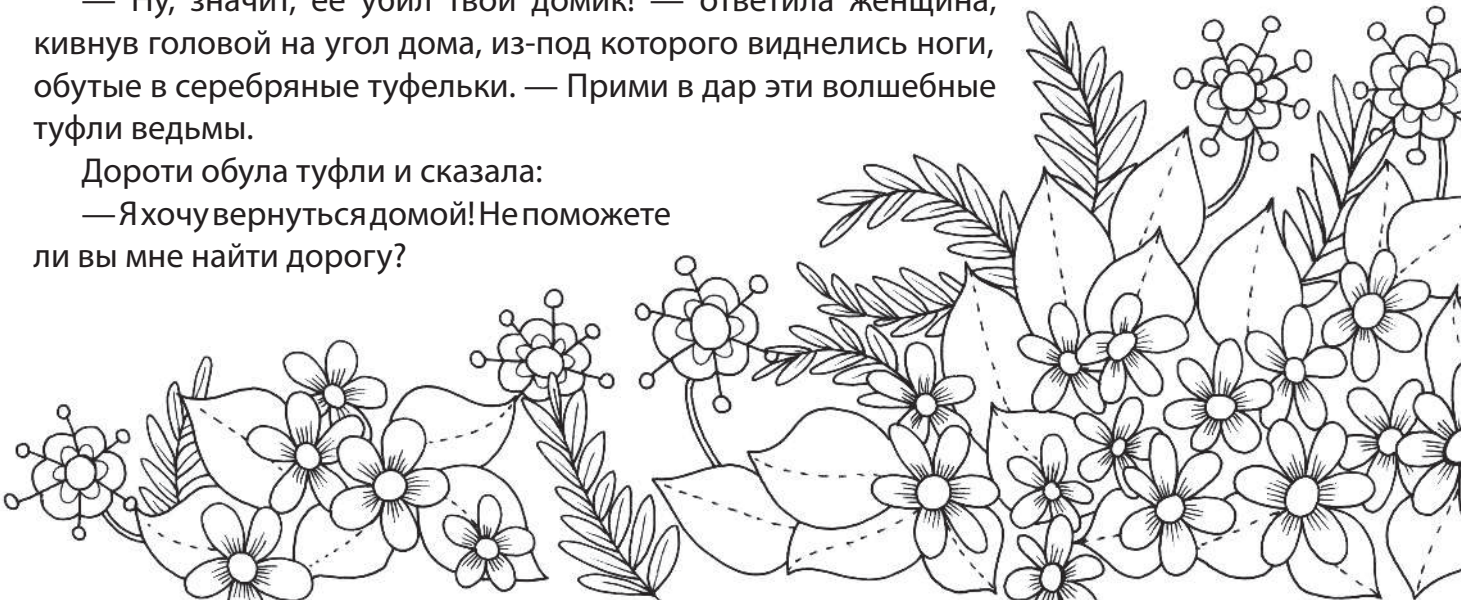 — Ну, значит, её убил твой домик! — ответила женщина,
кивнув головой на угол дома, из-под которого виднелись ноги,
обутые в серебряные туфельки. — Прими в дар эти волшебные
туфли ведьмы.
Дороти обула туфли и сказала:
— Я хочу вернуться домой! Не поможете
ли вы мне найти дорогу?